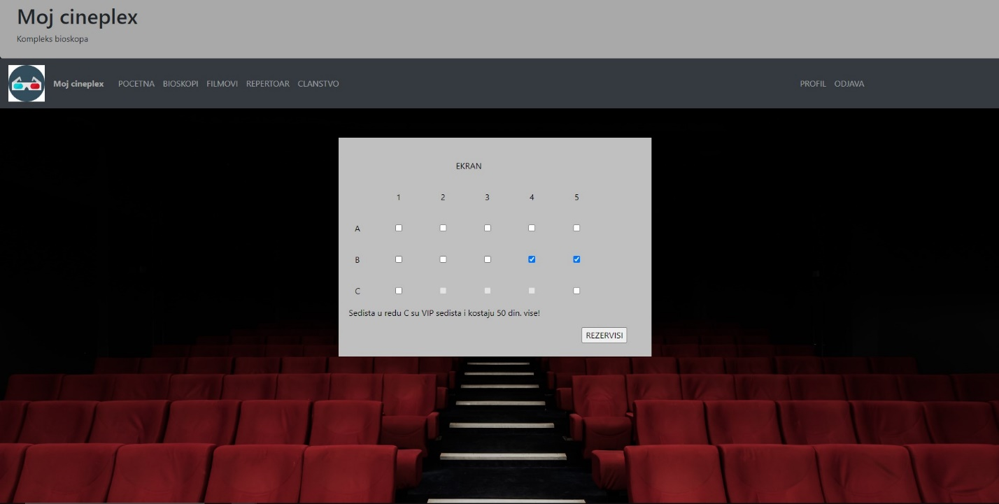 Moj cineplex
Kompleks bioskopa
Moj cineplex POCETNA BIOSKOPI FILMOVI REPERTOAR CLANSTVO PROFIL ODJAVA
EKRAN
1 2 3 4 5
A
B
C
Sedista u redu C su VIP sedista i kostaju 50 din. vise!
REZERVISI